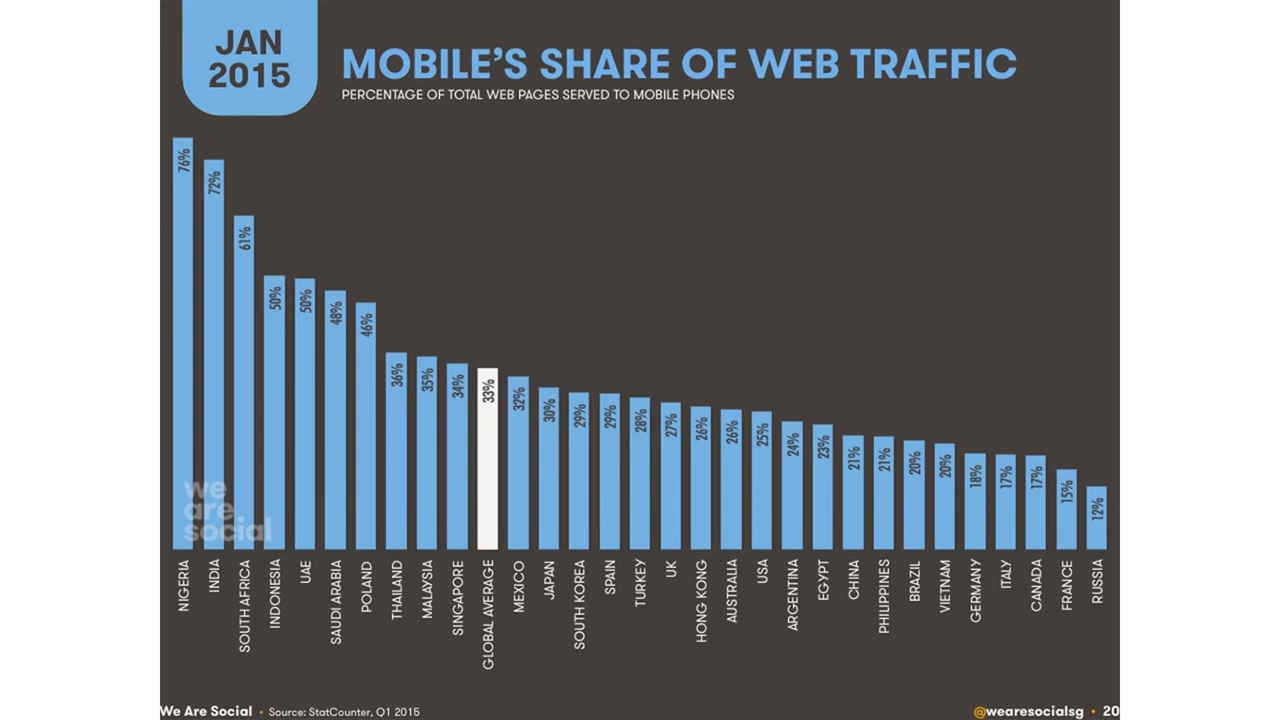 JAN
2015
MOBILE'S SHARE OF WEB TRAFFIC
PERCENTAGE OF TOTAL WEB PAGES SERVED TO MOBILE PHONES
76%
72%
61%
50%
50%
48%
46%
36%
35%
34%
33%
32%
30%
29%
29%
28%
27%
26%
26%
25%
24%
23%
21%
21%
20%
20%
18%
17%
17%
15%
12%
we
are
social
NIGERIA
INDIA
SOUTH AFRICA
INDONESIA
UAE
SAUDI ARABIA
POLAND
THAILAND
MALAYSIA
SINGAPORE
GLOBAL AVERAGE
MEXICO
JAPAN
SOUTH KOREA
SPAIN
TURKEY
UK
HONG KONG
AUSTRALIA
USA
ARGENTINA
EGYPT
CHINA
PHILIPPINES
BRAZIL
VIETNAM
GERMANY
ITALY
CANADA
FRANCE
RUSSIA
We Are Social • Source: StatCounter, Q1 2015
@wearesocialsg • 20